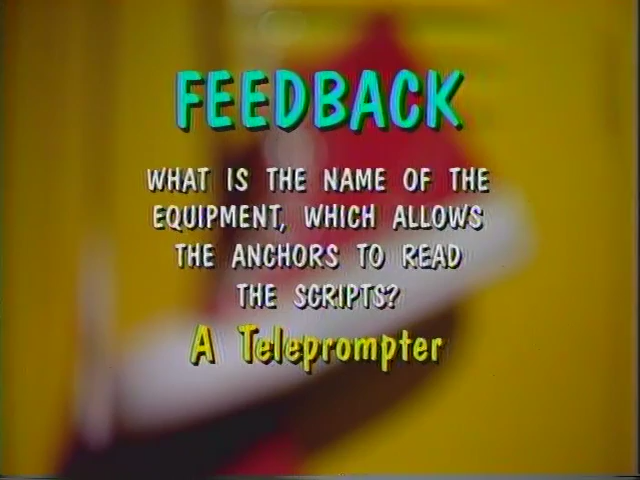 FEEDBACK
WHAT IS THE NAME OF THE
EQUIPMENT, WHICH ALLOWS
THE ANCHORS TO READ
THE SCRIPTS?
A Teleprompter